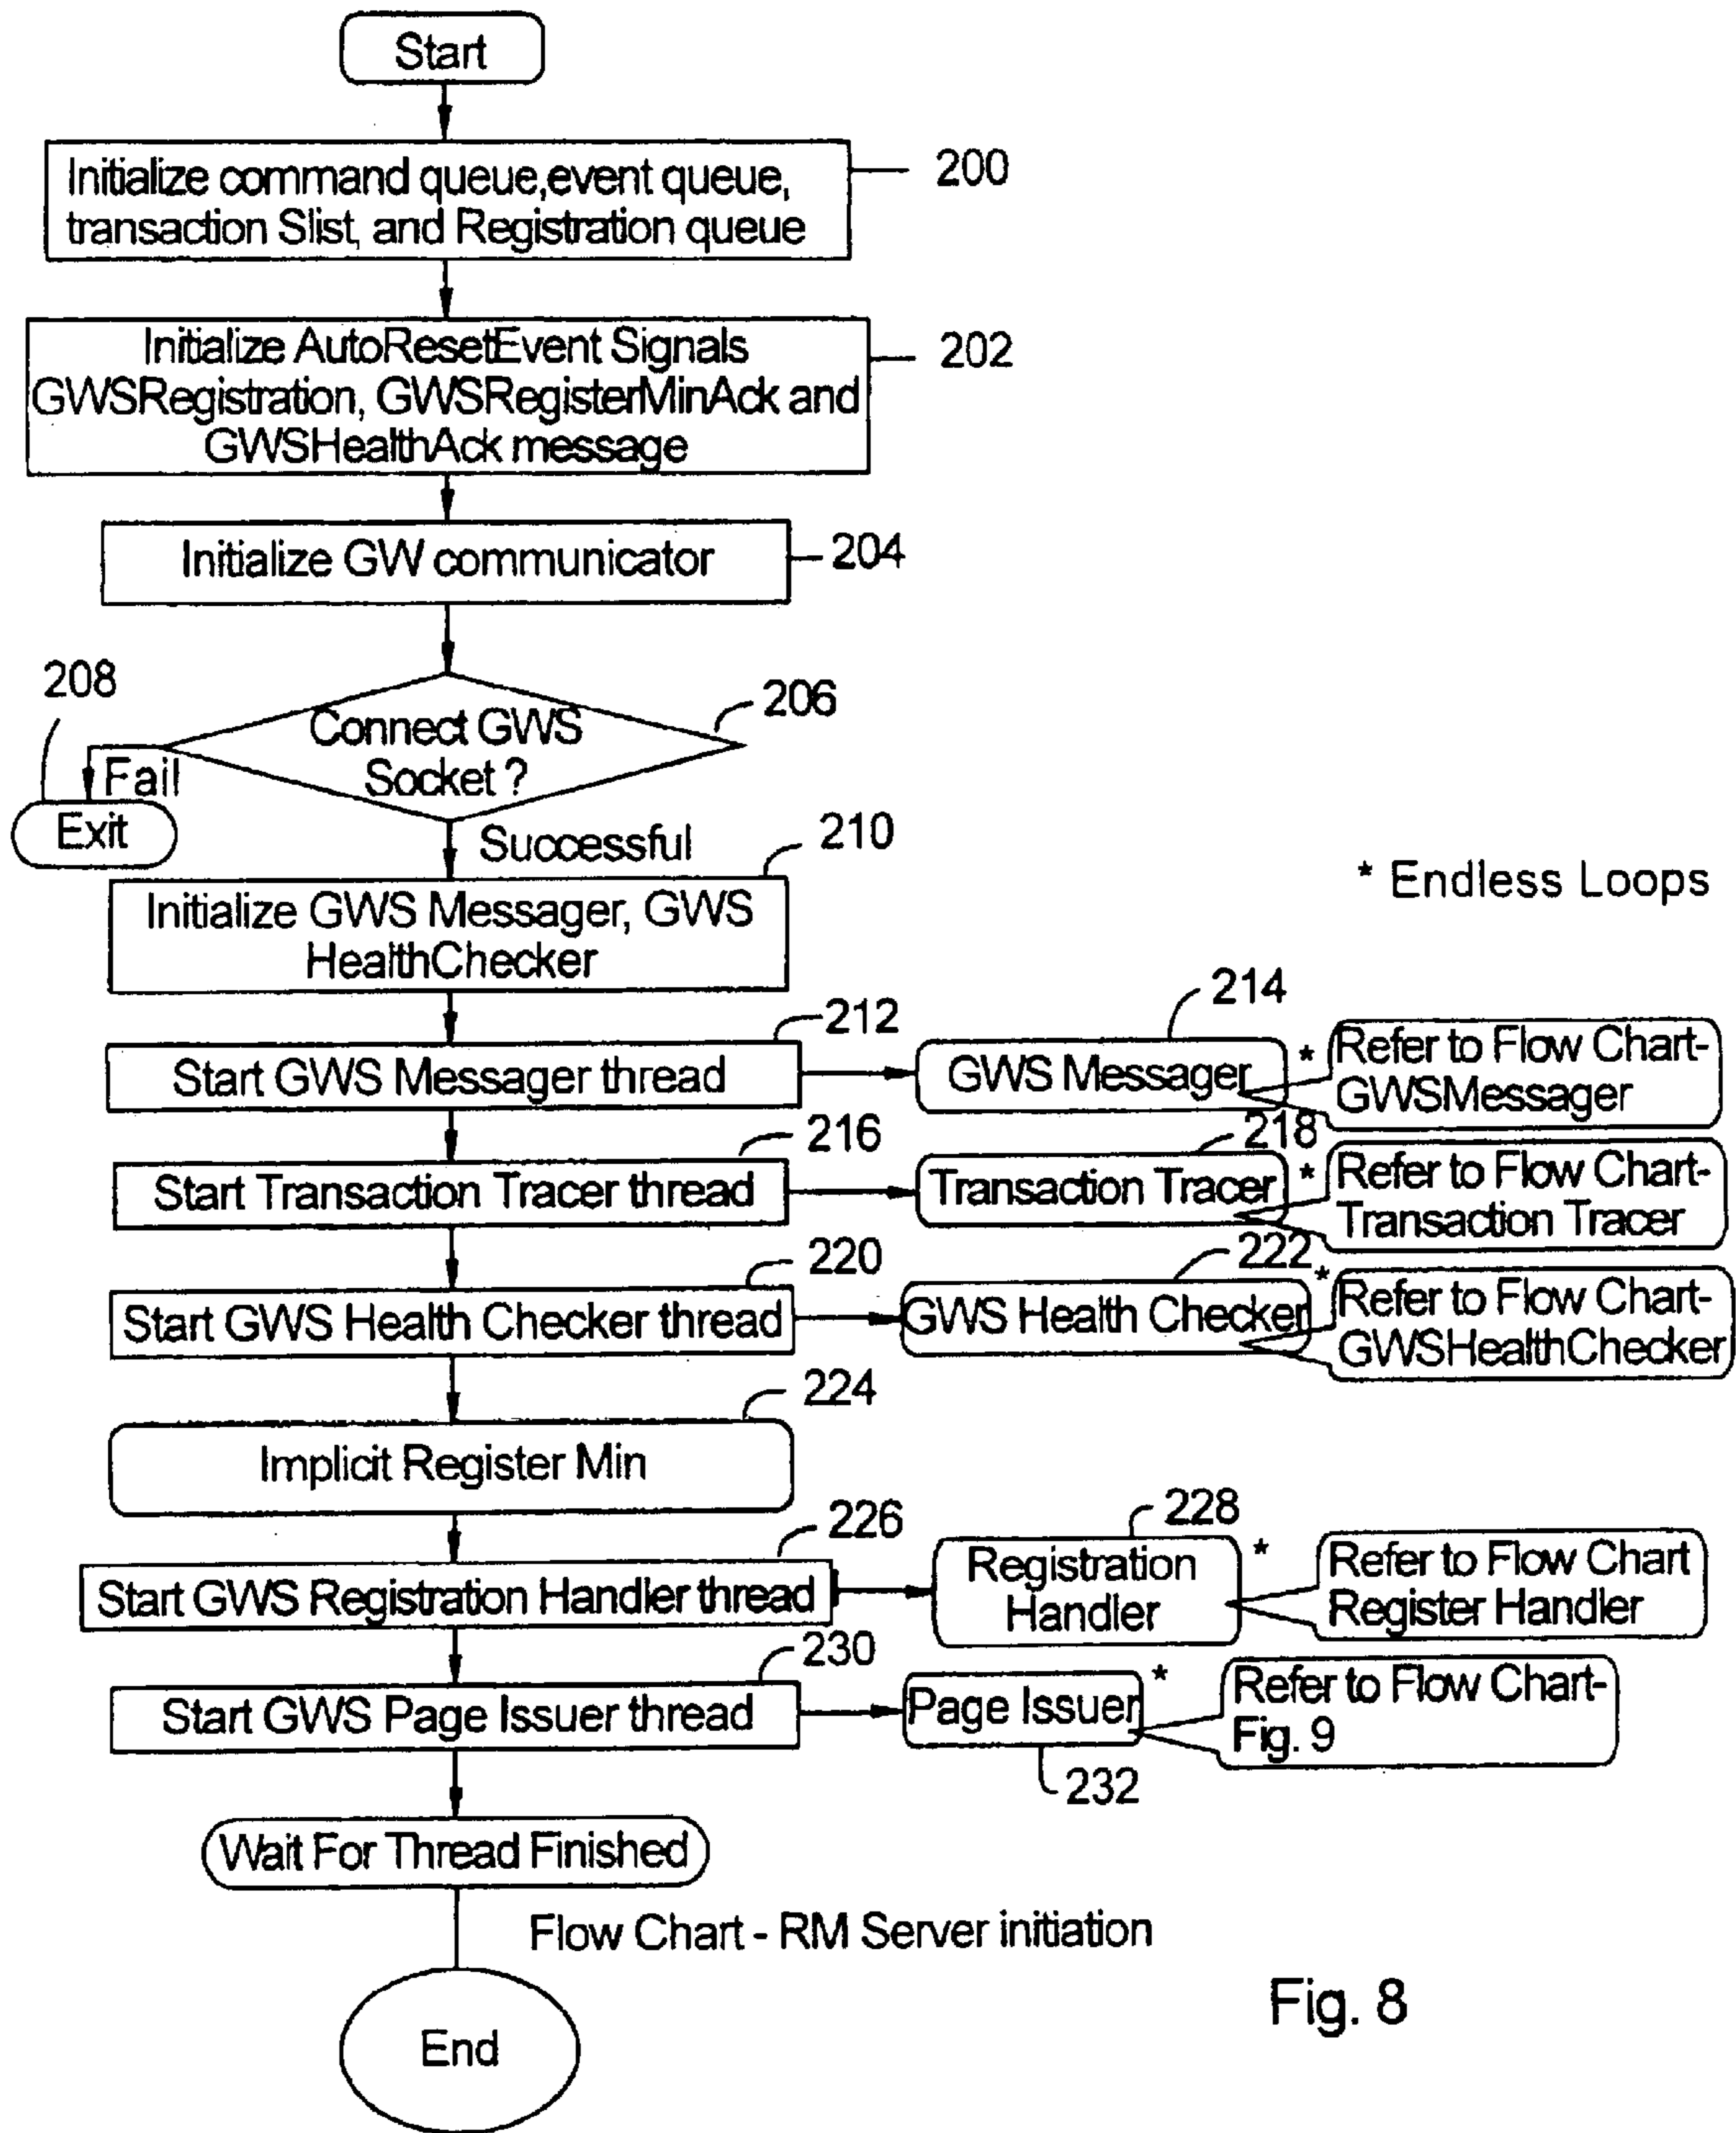 Start
Initialize command queue,event queue,
transaction Slist, and Registration queue
200
Initialize AutoResetEvent Signals
GWSRegistration, GWSRegisterMinAck and
GWSHealthAck message
202
Initialize GW communicator
204
208
206
Connect GWS
Socket ?
Fail
Exit
Successful
210
* Endless Loops
Initialize GWS Messager, GWS
HealthChecker
212
214
Start GWS Messager thread
GWS Messager
*
Refer to Flow Chart-
GWSMessager
216
218
Start Transaction Tracer thread
Transaction Tracer
*
Refer to Flow Chart-
Transaction Tracer
220
222
Start GWS Health Checker thread
GWS Health Checker
*
Refer to Flow Chart-
GWSHealthChecker
224
Implicit Register Min
226
228
Start GWS Registration Handler thread
Registration
Handler
*
Refer to Flow Chart
Register Handler
230
Start GWS Page Issuer thread
Page Issuer
*
Refer to Flow Chart-
Fig. 9
232
Wait For Thread Finished
Flow Chart - RM Server initiation
End
Fig. 8